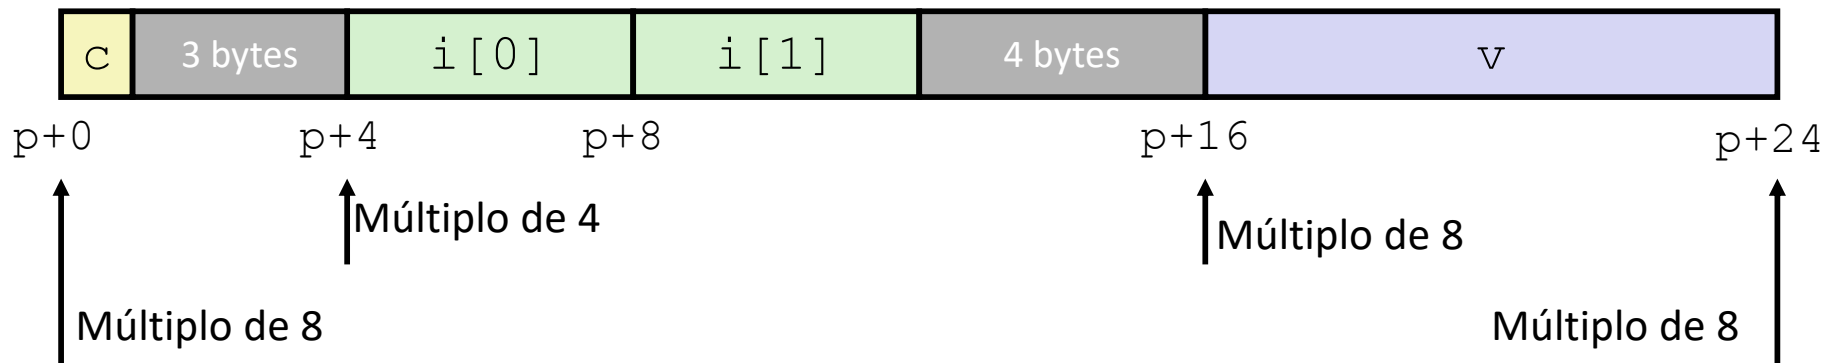 c 3 bytes i[0] i[1] 4 bytes v
p+0 p+4 p+8 p+16 p+24
Múltiplo de 4 Múltiplo de 8
Múltiplo de 8 Múltiplo de 8